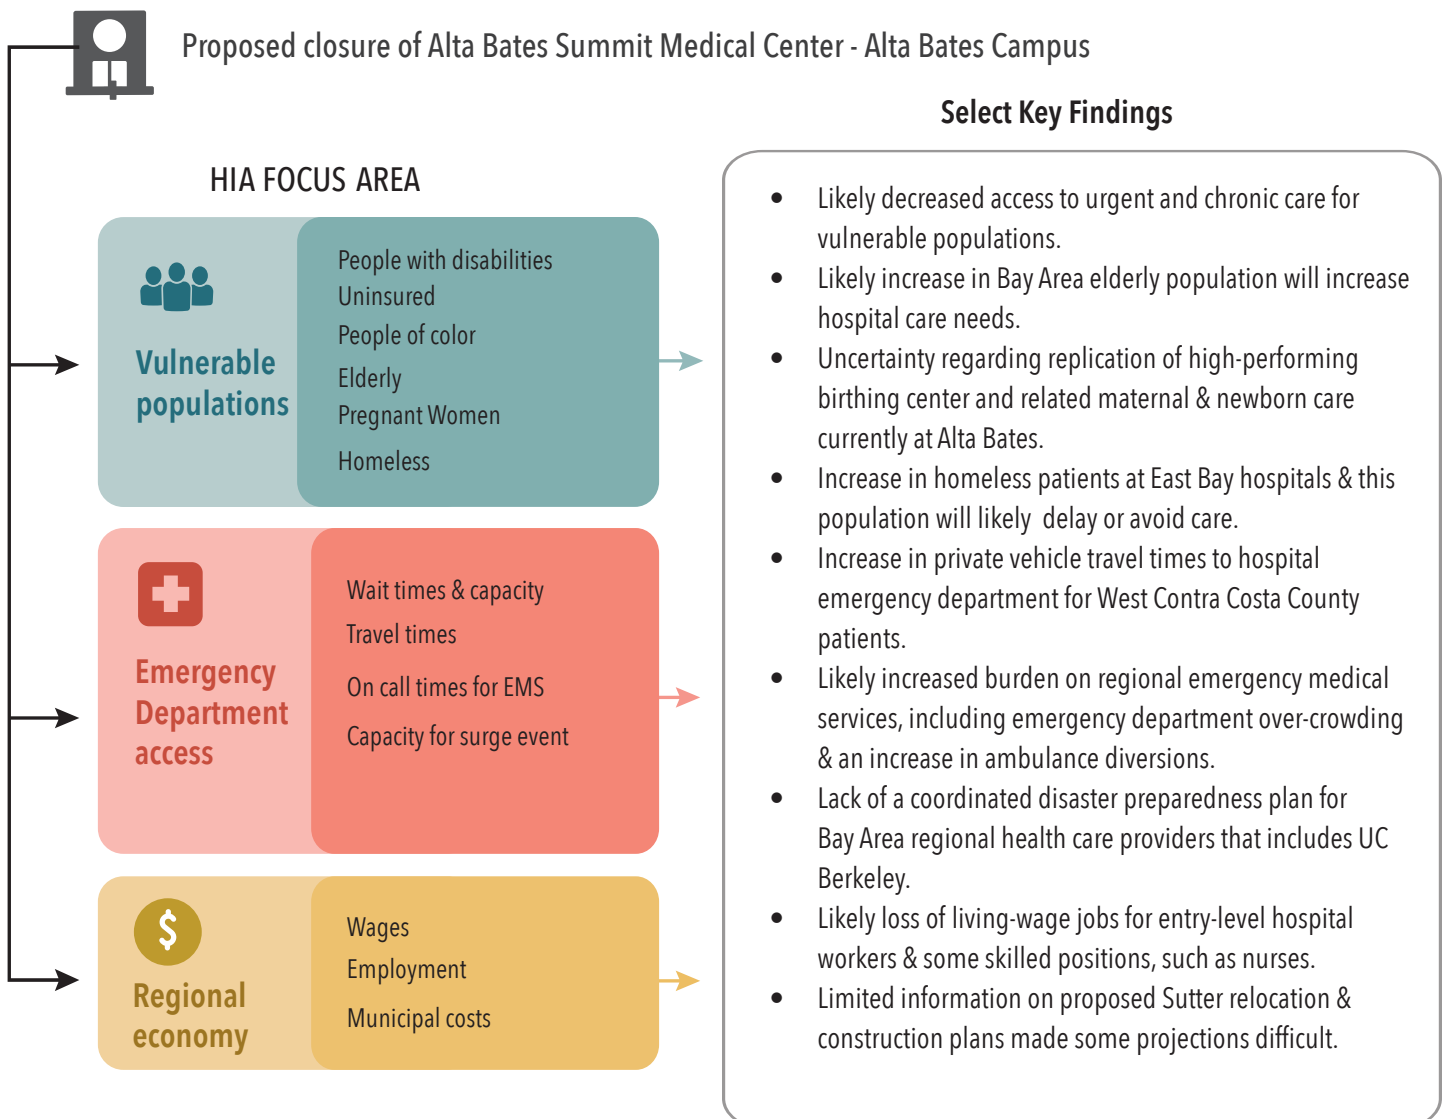 Proposed closure of Alta Bates Summit Medical Center - Alta Bates Campus
HIA FOCUS AREA
Vulnerable
populations
People with disabilities
Uninsured
People of color
Elderly
Pregnant Women
Homeless
Emergency
Department
access
Wait times & capacity
Travel times
On call times for EMS
Capacity for surge event
$
Regional
economy
Wages
Employment
Municipal costs
Select Key Findings
• Likely decreased access to urgent and chronic care for
vulnerable populations.
• Likely increase in Bay Area elderly population will increase
hospital care needs.
• Uncertainty regarding replication of high-performing
birthing center and related maternal & newborn care
currently at Alta Bates.
• Increase in homeless patients at East Bay hospitals & this
population will likely delay or avoid care.
• Increase in private vehicle travel times to hospital
emergency department for West Contra Costa County
patients.
• Likely increased burden on regional emergency medical
services, including emergency department over-crowding
& an increase in ambulance diversions.
• Lack of a coordinated disaster preparedness plan for
Bay Area regional health care providers that includes UC
Berkeley.
• Likely loss of living-wage jobs for entry-level hospital
workers & some skilled positions, such as nurses.
• Limited information on proposed Sutter relocation &
construction plans made some projections difficult.